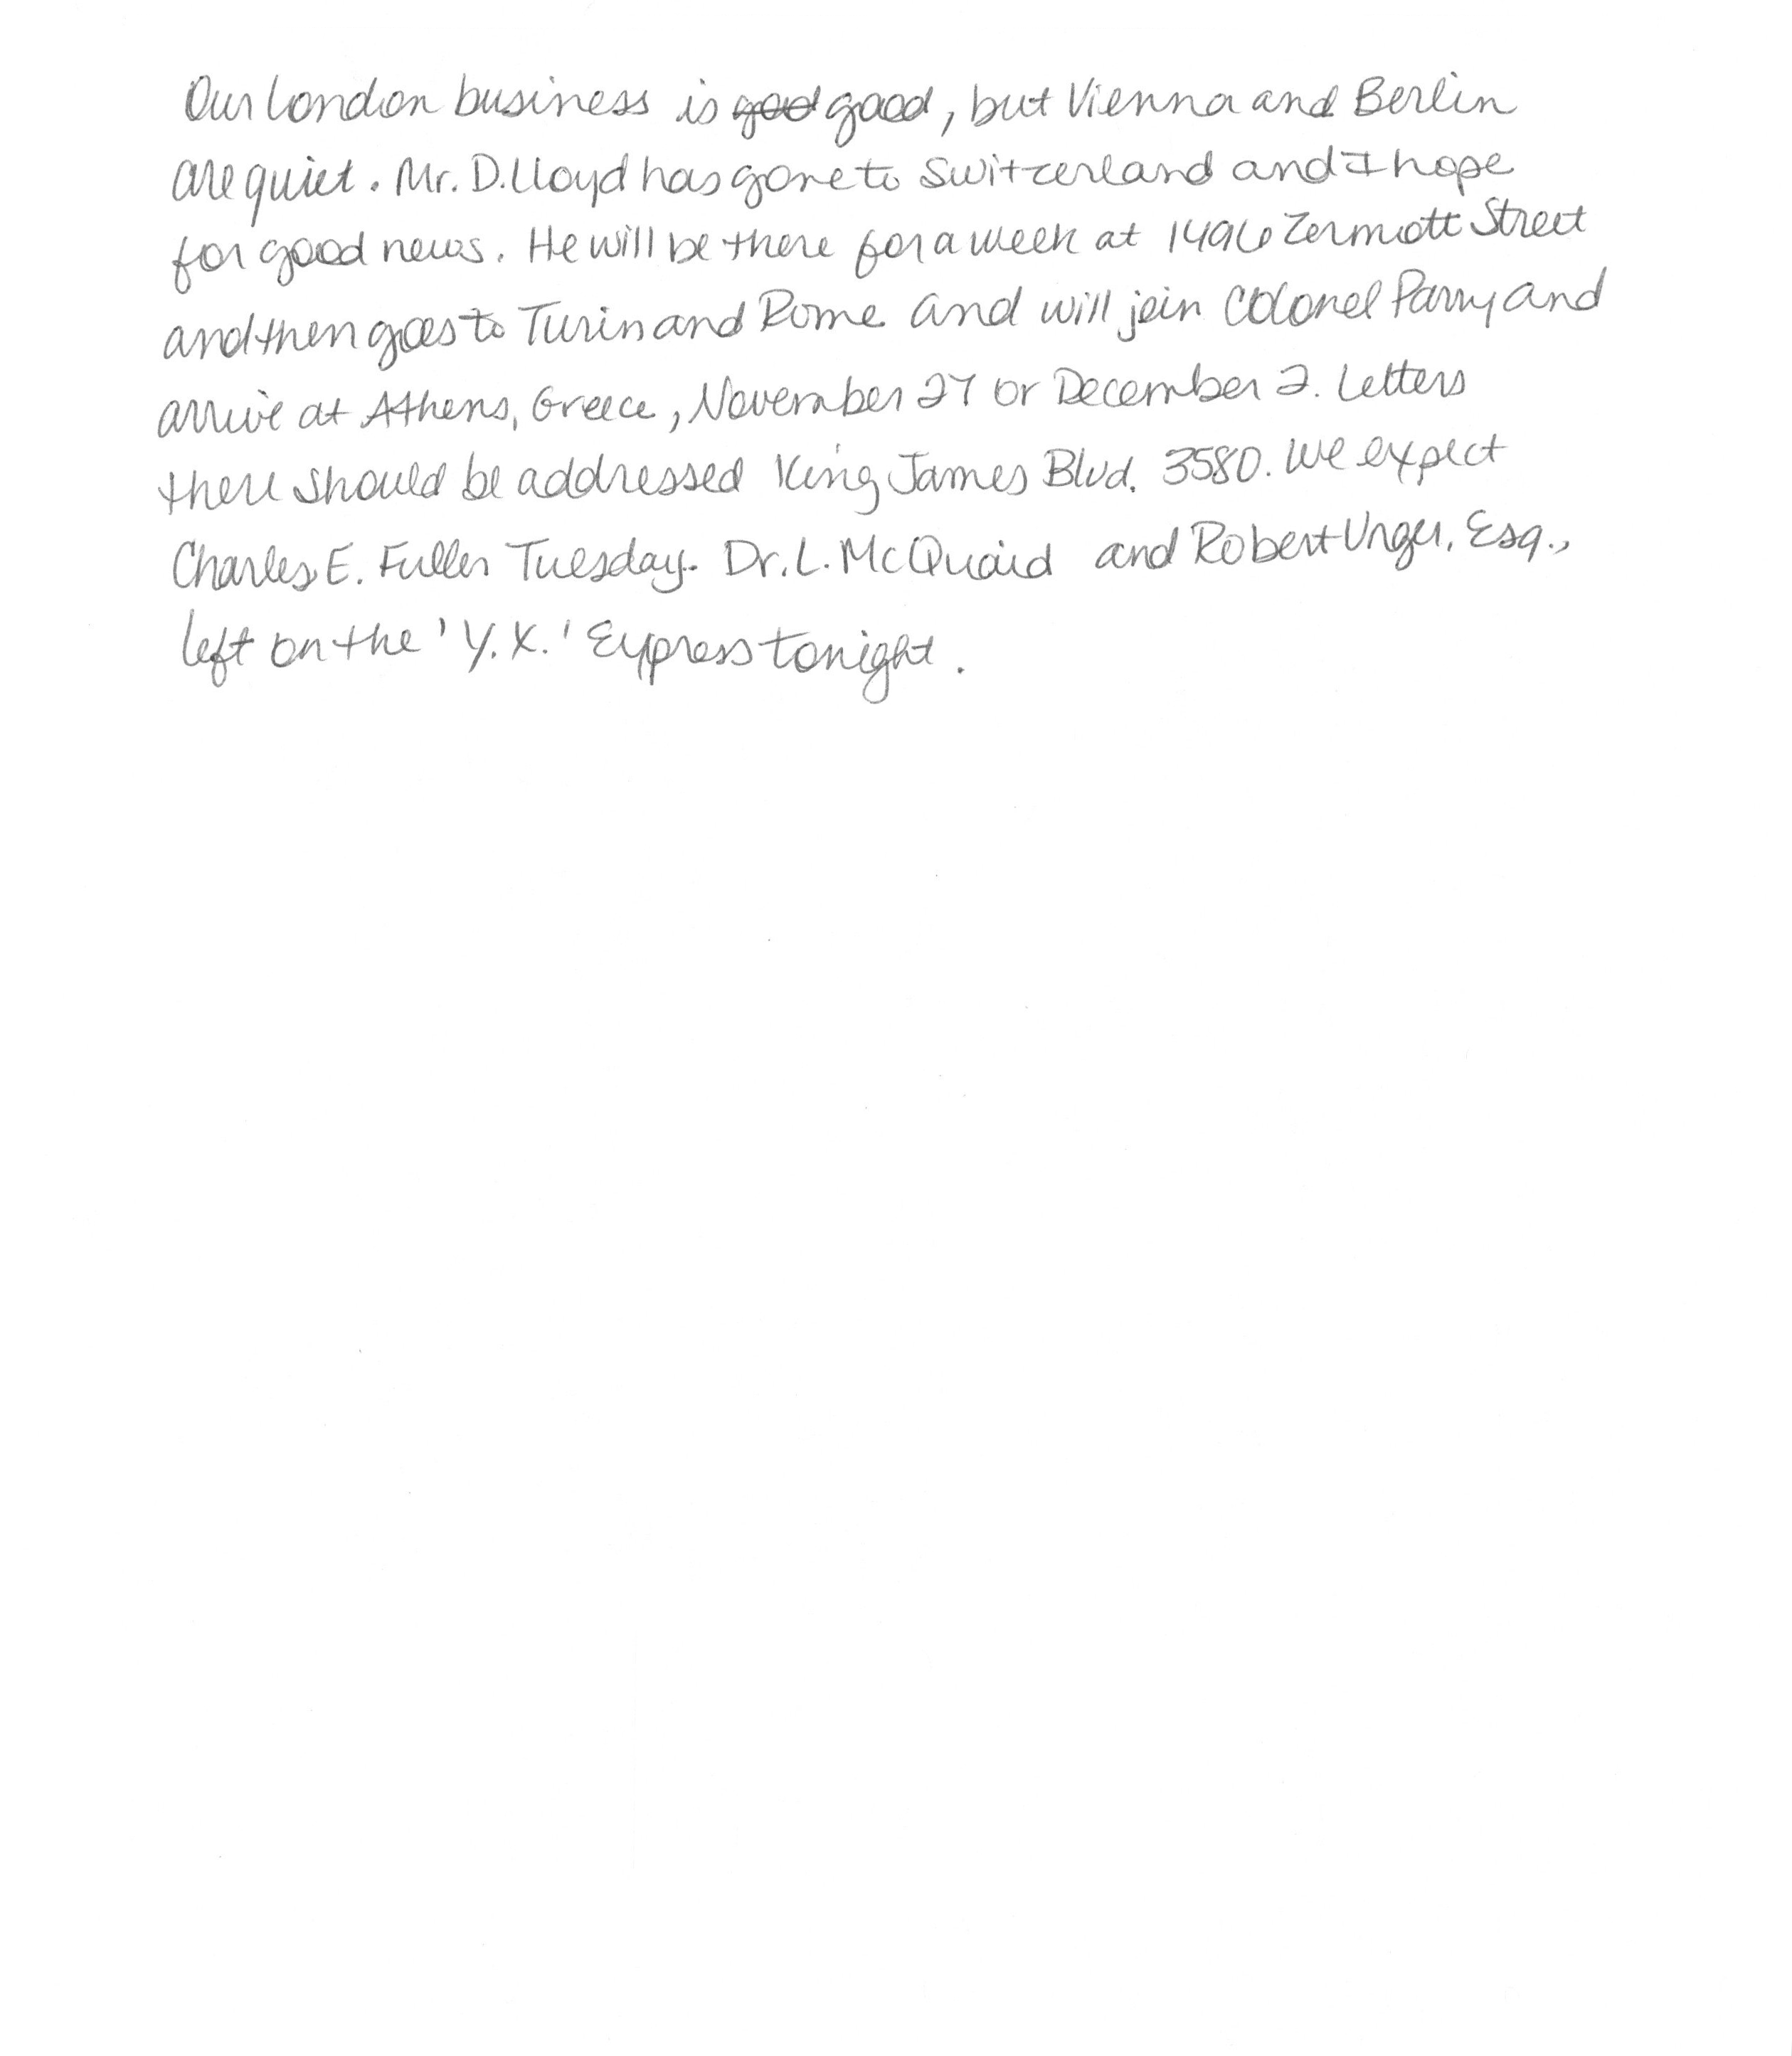 Our London business is good good, but Vienna and Berlin
are quiet. Mr. D. Lloyd has gone to Switzerland and I hope
for good news. He will be there for a week at 1496 Zermott Street
and then goes to Turin and Rome and will join Colonel Parry and
arrive at Athens, Greece, November 27 or December 2. Letters
there should be addressed King James Blvd. 3580. We expect
Charles E. Fuller Tuesday. Dr. L. McQuaid and Robert Unger, Esq.,
left on the 'Y.X.' Express tonight.